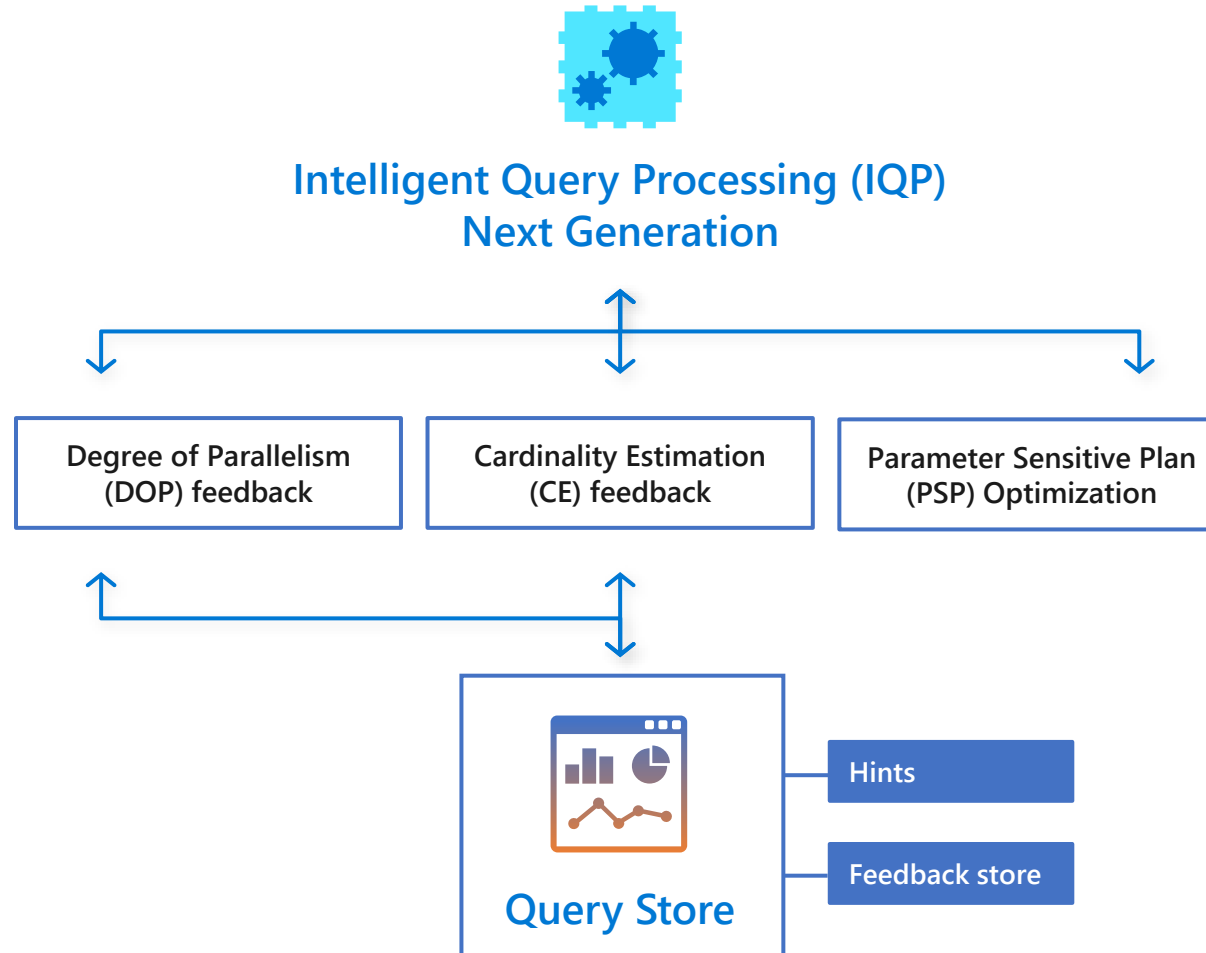 Intelligent Query Processing (IQP)
Next Generation
Degree of Parallelism
(DOP) feedback
Cardinality Estimation
(CE) feedback
Parameter Sensitive Plan
(PSP) Optimization
Hints
Feedback store
Query Store